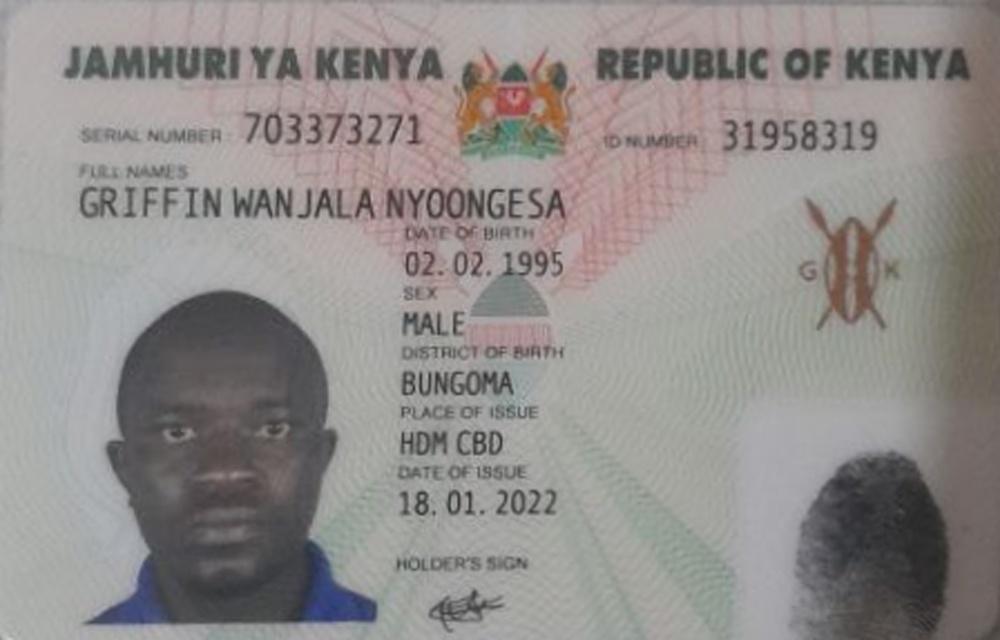 JAMHURI YA KENYA REPUBLIC OF KENYA
SERIAL NUMBER : 703373271 ID NUMBER : 31958319
FULL NAMES
GRIFFIN WANJALA NYOONGESA
DATE OF BIRTH
02. 02. 1995
SEX
MALE
G K
DISTRICT OF BIRTH
BUNGOMA
PLACE OF ISSUE
HDM CBD
DATE OF ISSUE
18. 01. 2022
HOLDER'S SIGN